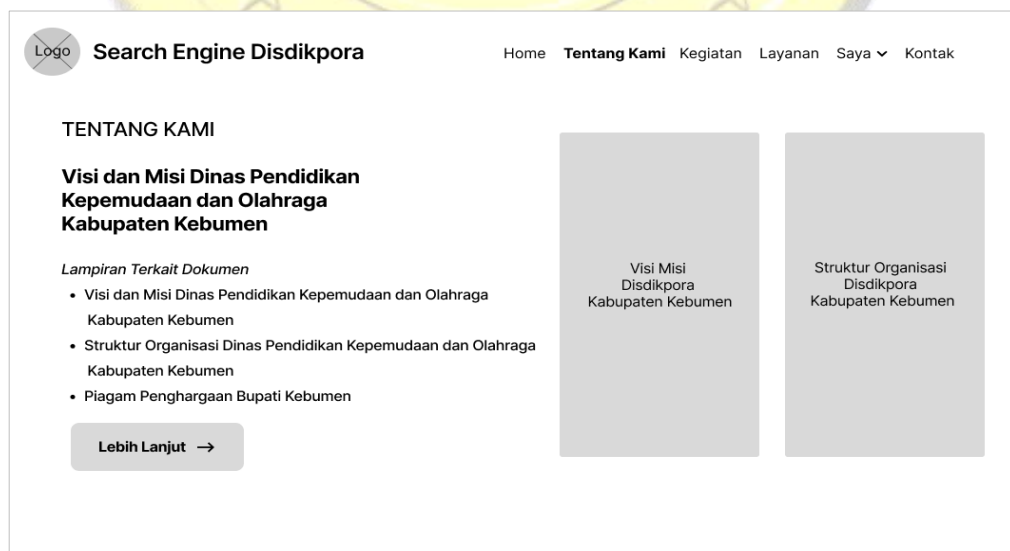 Logo
Search Engine Disdikpora
Home Tentang Kami Kegiatan Layanan Saya Kontak
TENTANG KAMI
Visi dan Misi Dinas Pendidikan
Kepemudaan dan Olahraga
Kabupaten Kebumen
Lampiran Terkait Dokumen
• Visi dan Misi Dinas Pendidikan Kepemudaan dan Olahraga
Kabupaten Kebumen
• Struktur Organisasi Dinas Pendidikan Kepemudaan dan Olahraga
Kabupaten Kebumen
• Piagam Penghargaan Bupati Kebumen
Lebih Lanjut →
Visi Misi
Disdikpora
Kabupaten Kebumen
Struktur Organisasi
Disdikpora
Kabupaten Kebumen